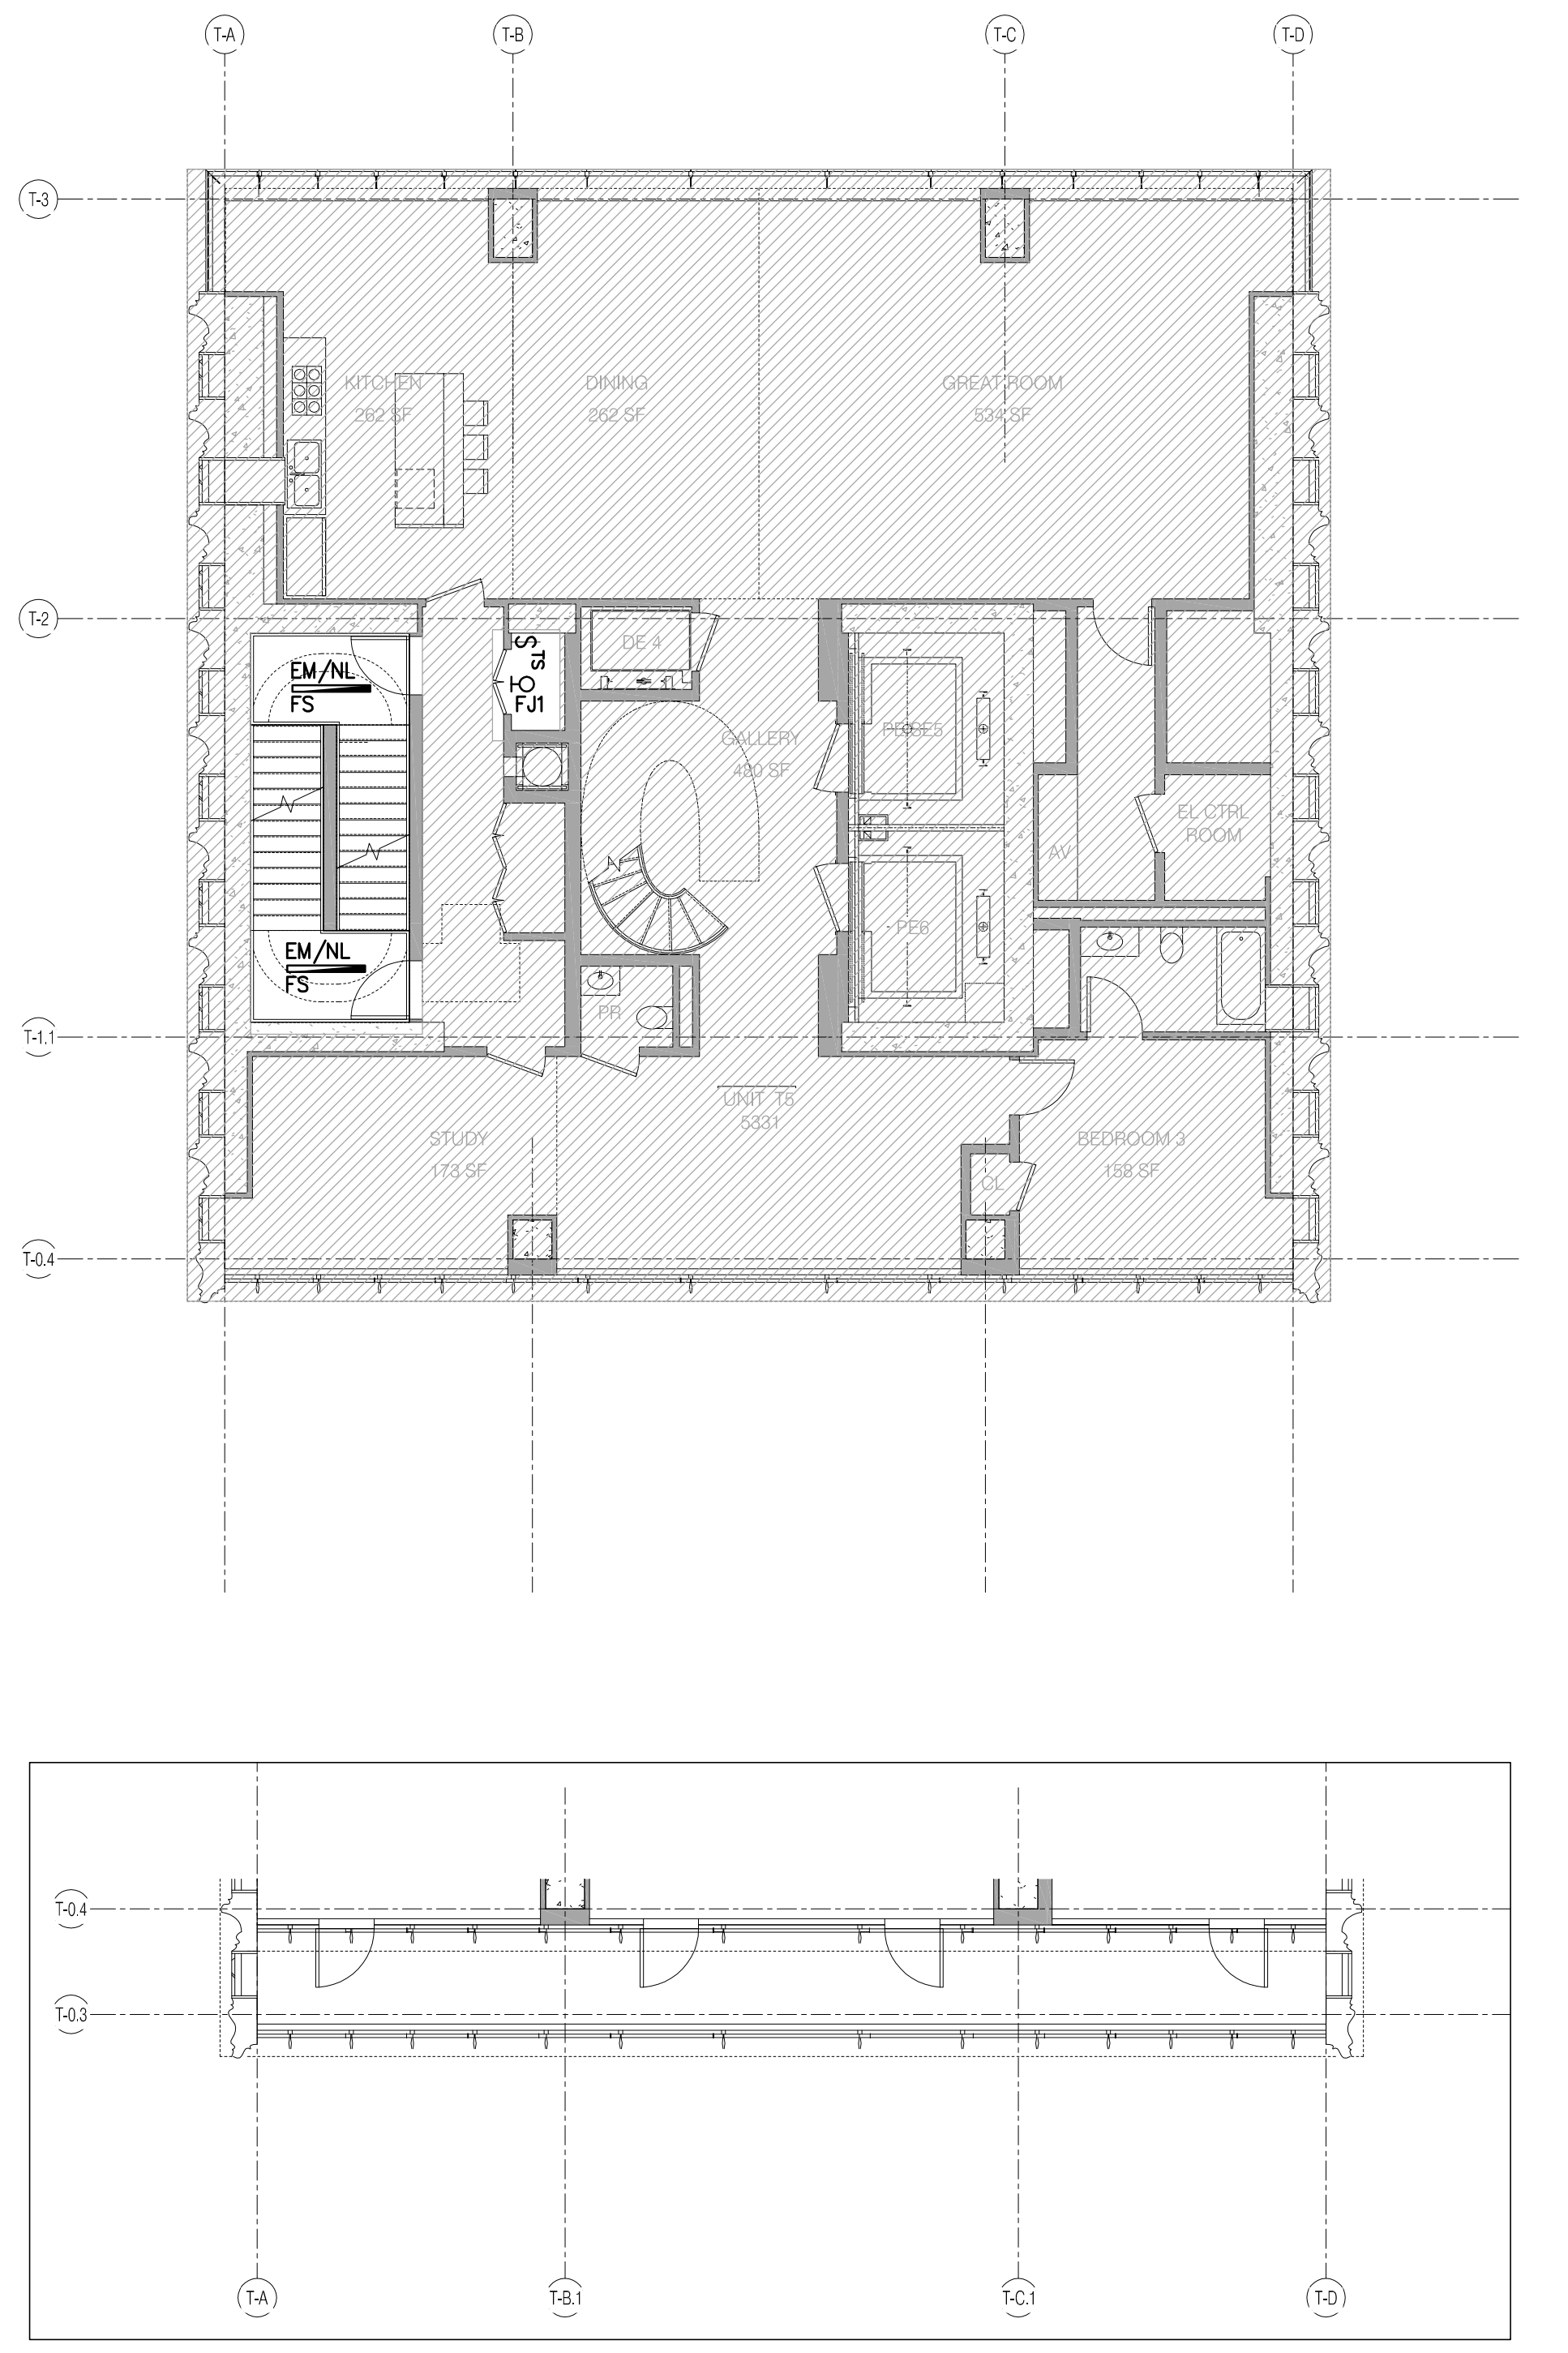 T-A
T-B
T-C
T-D
T-3
KITCHEN
262 SF
DINING
262 SF
GREAT ROOM
534 SF
T-2
EM/NL
FS
S
TS
FJ1
DE 4
GALLERY
480 SF
PE/SE5
AV
EL CTRL
ROOM
PE6
EM/NL
FS
PR
T-1.1
UNIT T5
5331
STUDY
173 SF
BEDROOM 3
158 SF
CL
T-0.4
T-0.4
T-0.3
T-A
T-B.1
T-C.1
T-D